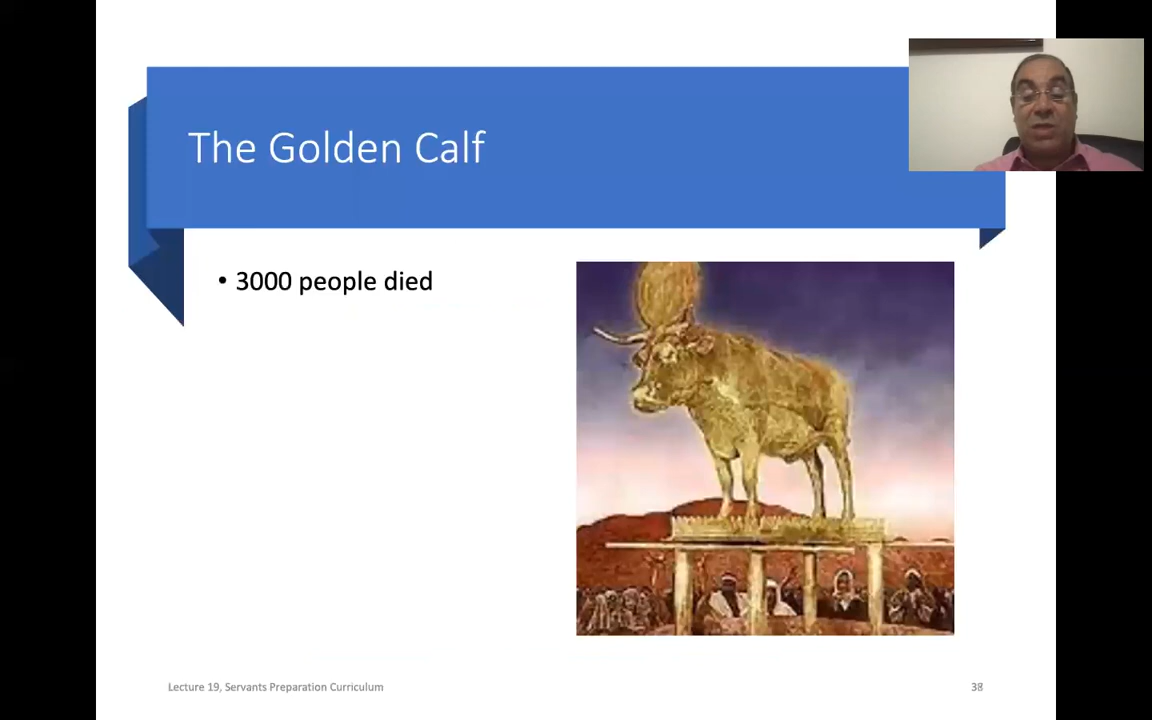 The Golden Calf
• 3000 people died
Lecture 19, Servants Preparation Curriculum
38